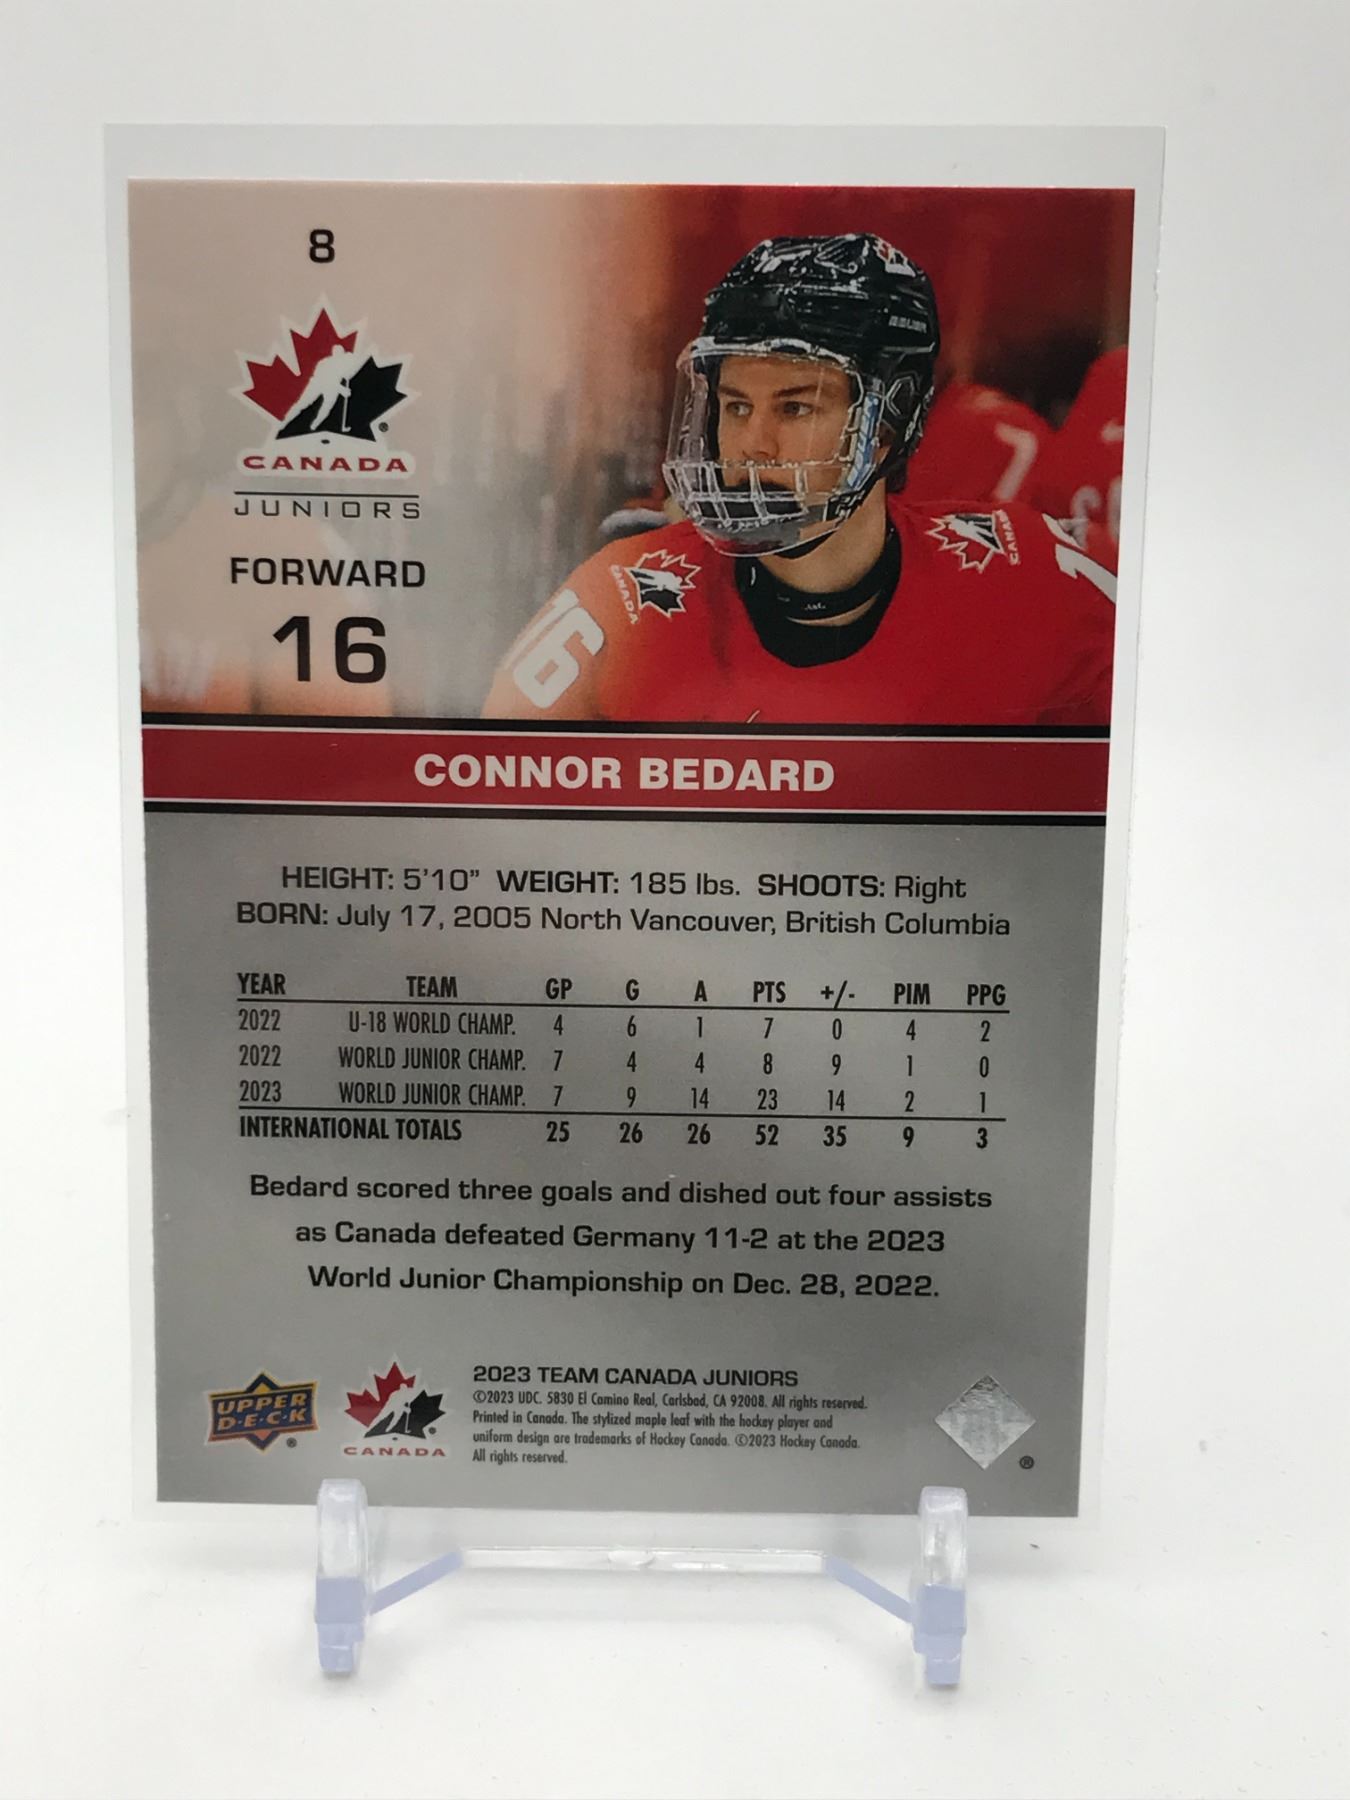 8
CANADA
JUNIORS
FORWARD
16
16
CANADA
CANADA
7
CONNOR BEDARD
HEIGHT: 5'10" WEIGHT: 185 lbs. SHOOTS: Right
BORN: July 17, 2005 North Vancouver, British Columbia
YEAR TEAM GP G A PTS +/- PIM PPG
2022 U-18 WORLD CHAMP. 4 6 1 7 0 4 2
2022 WORLD JUNIOR CHAMP. 7 4 4 8 9 1 0
2023 WORLD JUNIOR CHAMP. 7 9 14 23 14 2 1
INTERNATIONAL TOTALS 25 26 26 52 35 9 3
Bedard scored three goals and dished out four assists
as Canada defeated Germany 11-2 at the 2023
World Junior Championship on Dec. 28, 2022.
UPPER
D·E·C·K
®
CANADA
2023 TEAM CANADA JUNIORS
©2023 UDC. 5830 El Camino Real, Carlsbad, CA 92008. All rights reserved.
Printed in Canada. The stylized maple leaf with the hockey player and
uniform design are trademarks of Hockey Canada. ©2023 Hockey Canada.
All rights reserved.
®